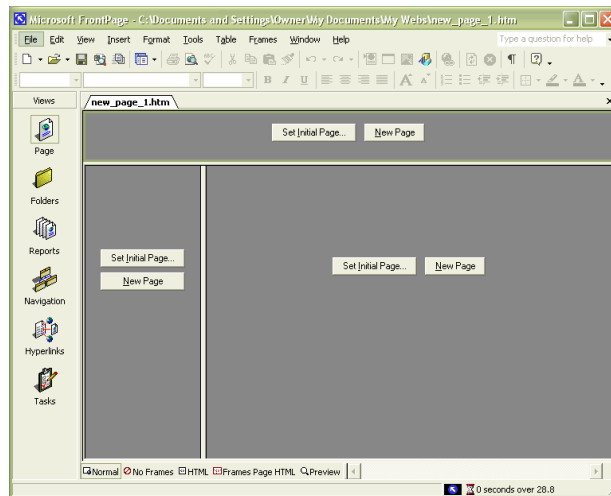 Microsoft FrontPage - C:\Documents and Settings\Owner\My Documents\My Webs\new_page_1.htm
File Edit View Insert Format Tools Table Frames Window Help Type a question for help
B I U A A A
Views new_page_1.htm x
Set Initial Page... New Page
Page
Folders
Reports
Set Initial Page...
New Page
Set Initial Page... New Page
Navigation
Hyperlinks
Tasks
Normal No Frames HTML Frames Page HTML Preview
0 seconds over 28.8